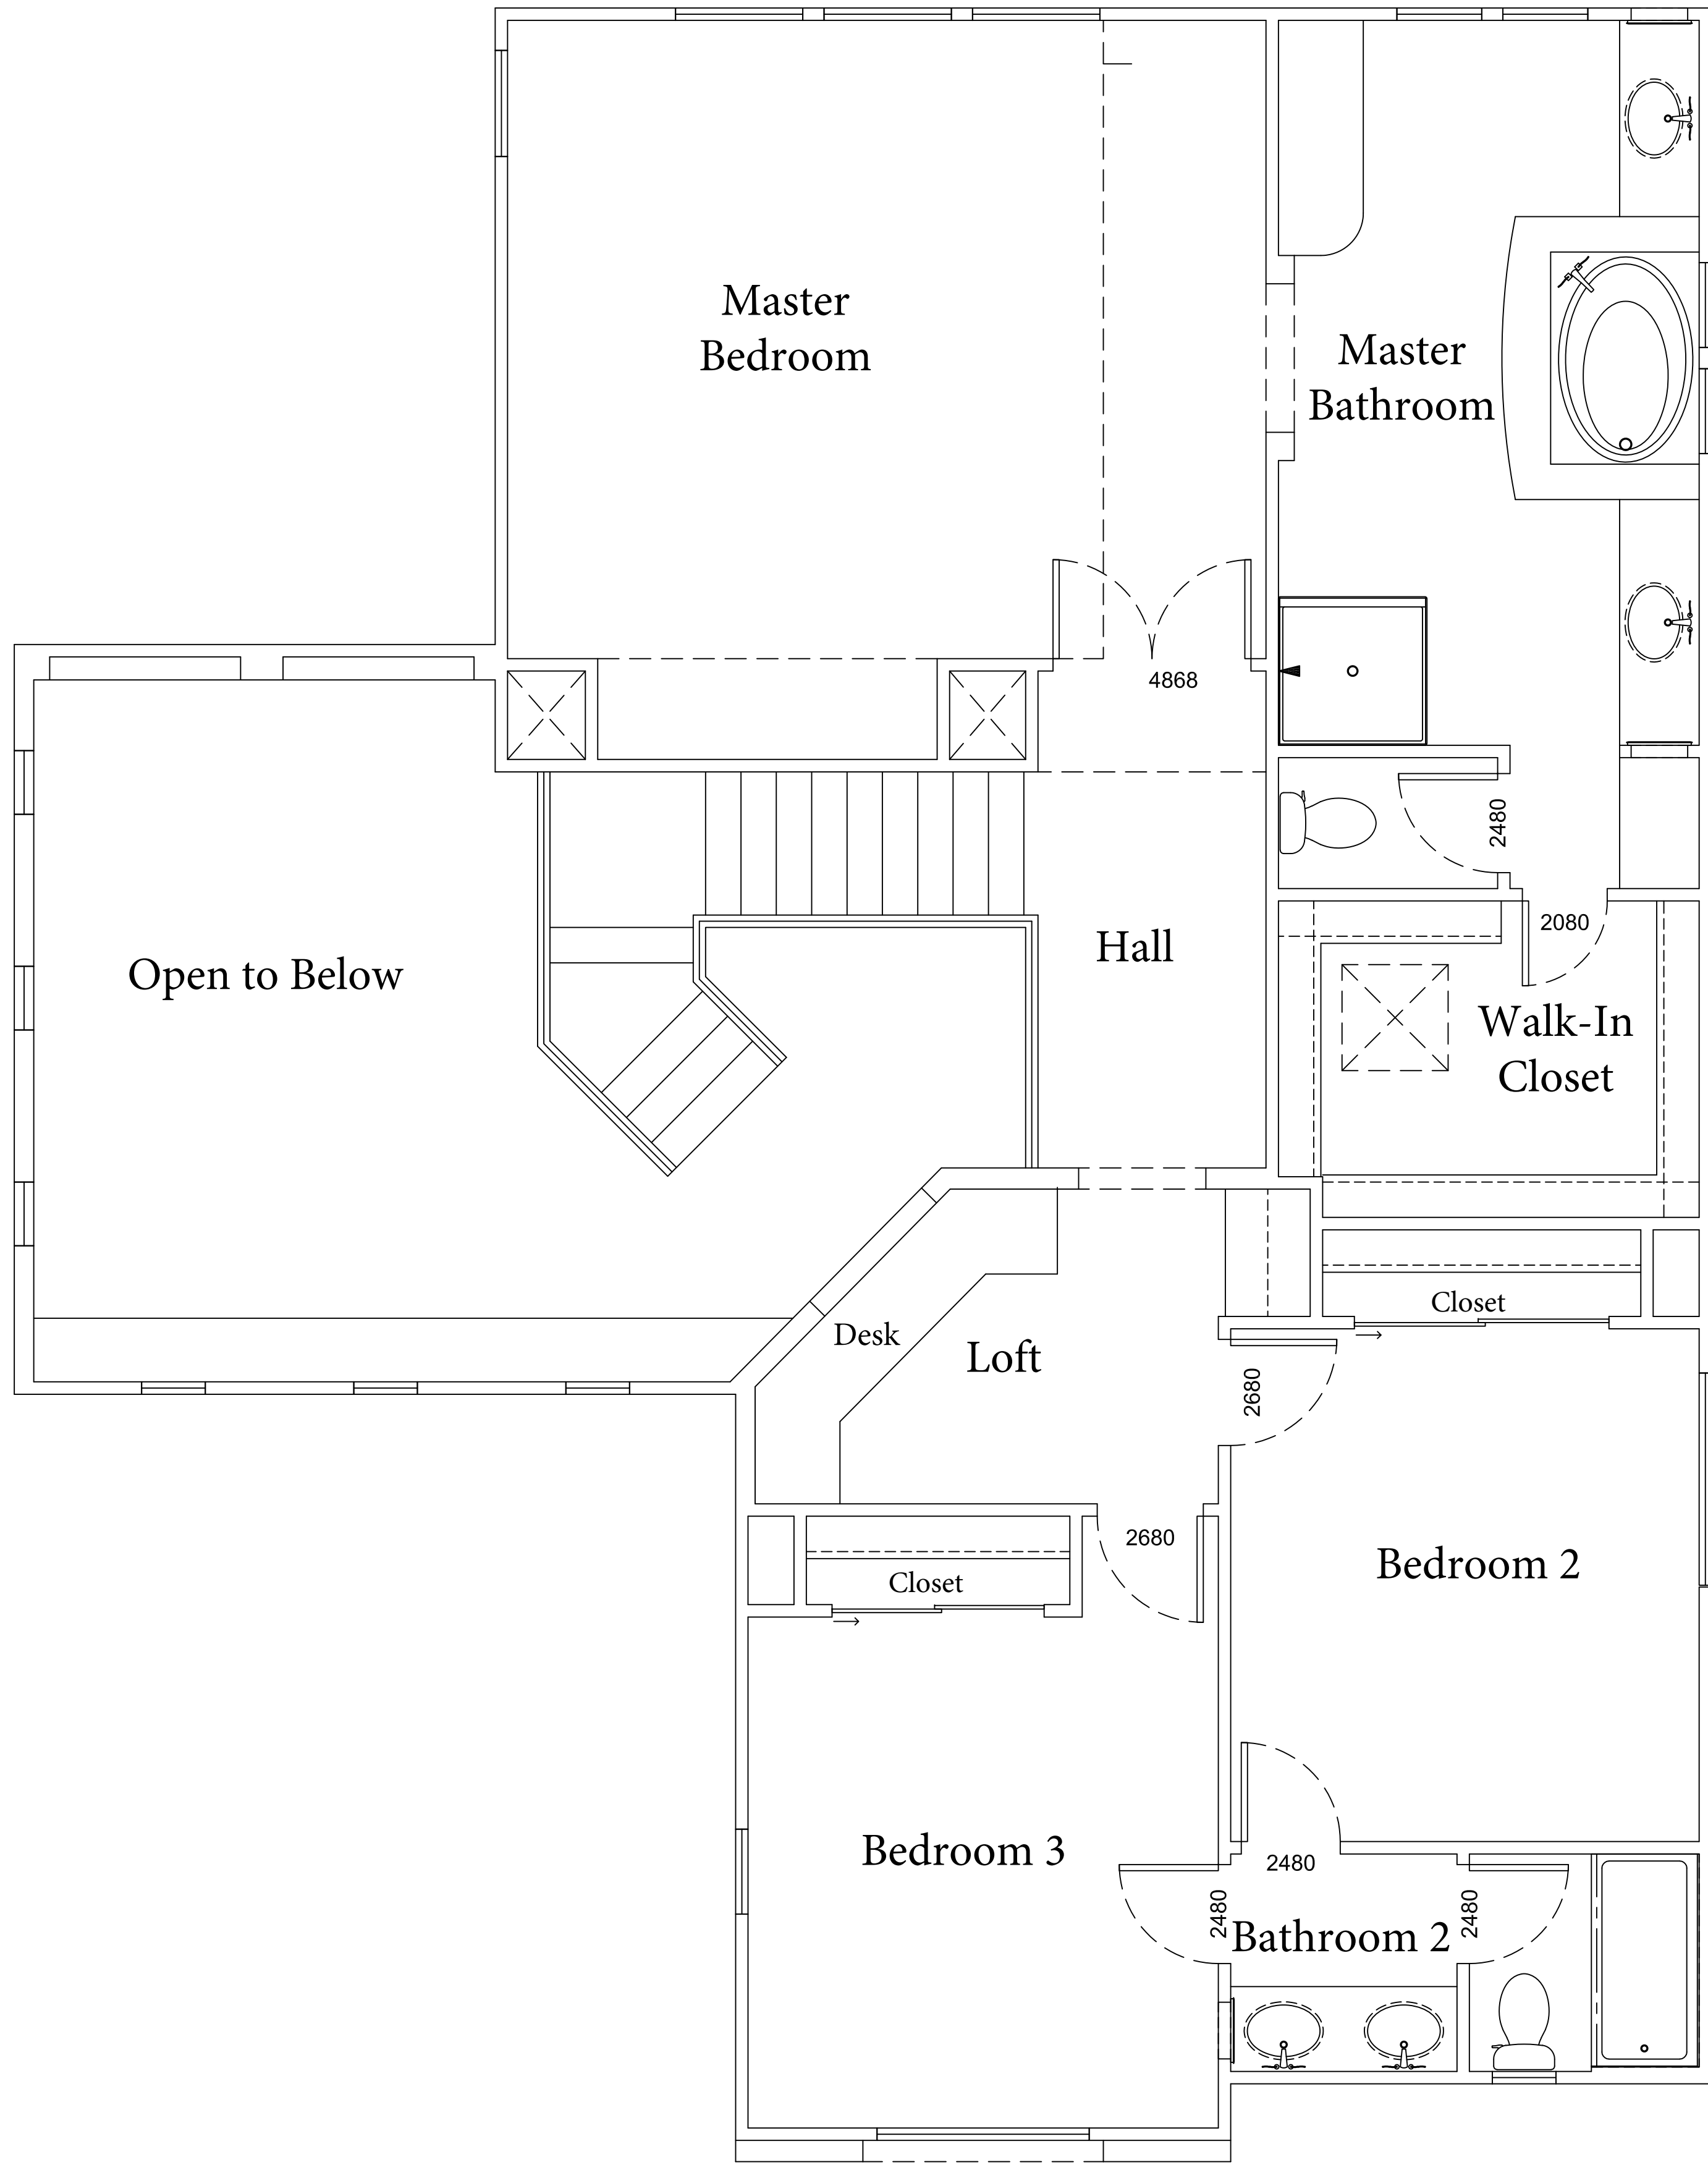 Master
Bedroom
Master
Bathroom
4868
2480
2080
Open to Below
Hall
Walk-In
Closet
Closet
Desk
Loft
2680
2680
Closet
Bedroom 2
Bedroom 3
2480
2480
2480
Bathroom 2